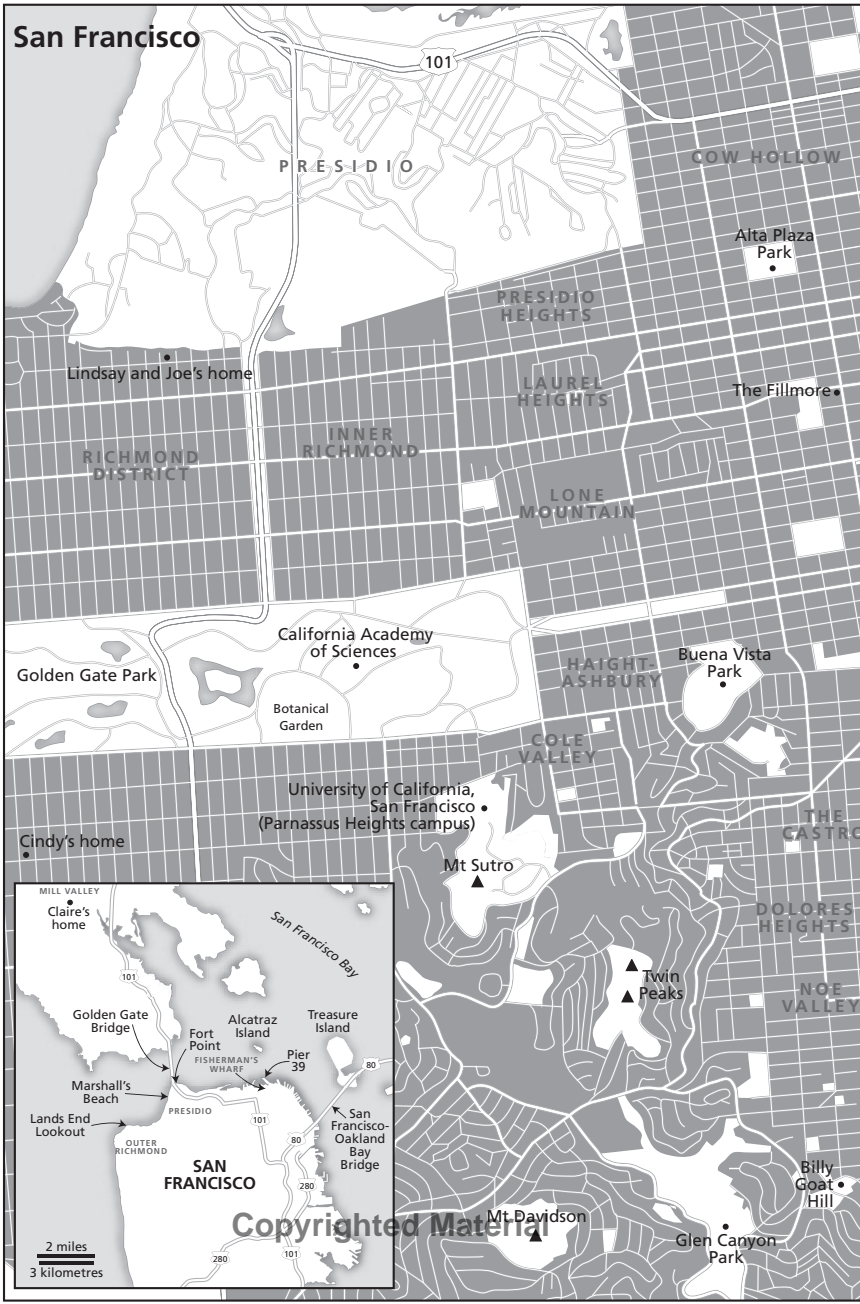 San Francisco
101
PRESIDIO
COW HOLLOW
Alta Plaza
Park
PRESIDIO
HEIGHTS
Lindsay and Joe's home
LAUREL
HEIGHTS
The Fillmore
INNER
RICHMOND
RICHMOND
DISTRICT
LONE
MOUNTAIN
California Academy
of Sciences
Golden Gate Park
Botanical
Garden
HAIGHT-
ASHBURY
Buena Vista
Park
COLE
VALLEY
University of California,
San Francisco
(Parnassus Heights campus)
THE
CASTRO
Cindy's home
Mt Sutro
DOLORES
HEIGHTS
Twin
Peaks
NOE
VALLEY
Billy
Goat
Hill
Mt Davidson
Glen Canyon
Park
MILL VALLEY
Claire's
home
San Francisco Bay
101
Golden Gate
Bridge
Fort
Point
Alcatraz
Island
Treasure
Island
FISHERMAN'S
WHARF
Pier
39
80
Marshall's
Beach
PRESIDIO
Lands End
Lookout
101
San
Francisco-
Oakland
Bay
Bridge
80
OUTER
RICHMOND
SAN
FRANCISCO
280
2 miles
3 kilometres
280
101
Copyrighted Material